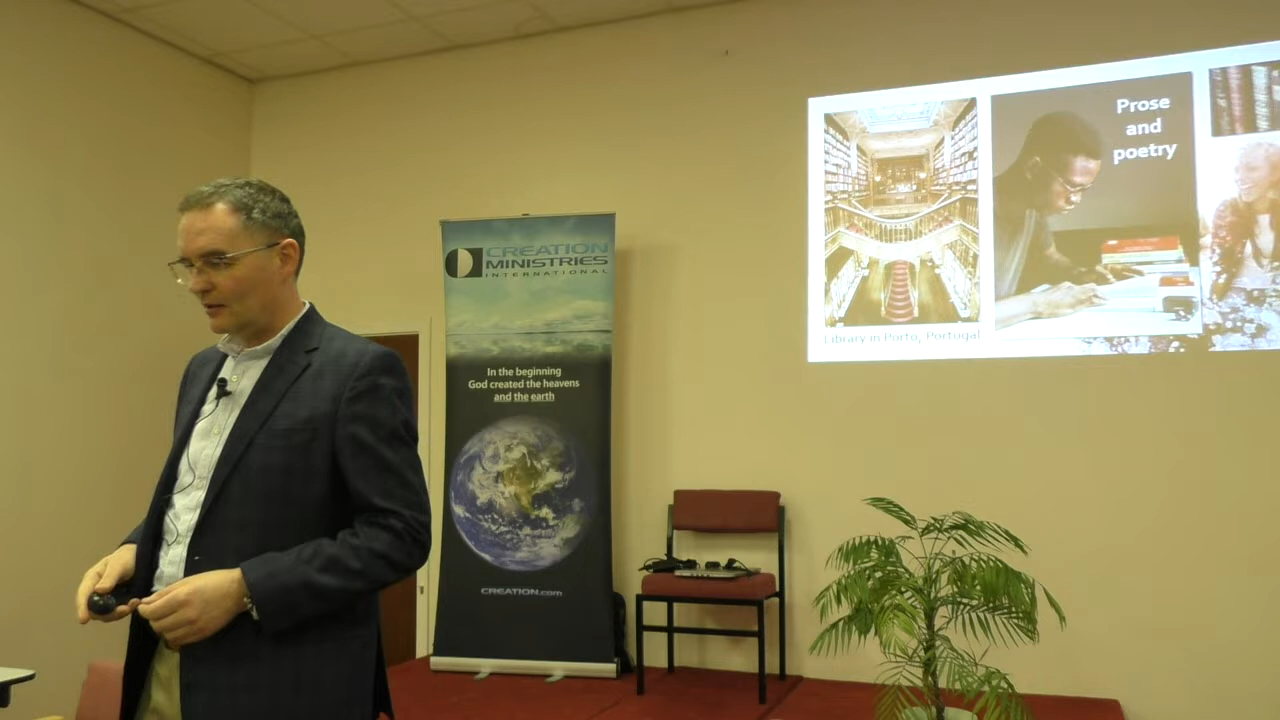 CREATION
MINISTRIES
INTERNATIONAL
In the beginning
God created the heavens
and the earth
CREATION.com
Prose
and
poetry
Library in Porto, Portugal